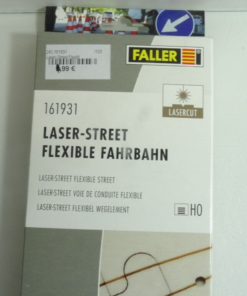 FALLER
LASERCUT
161931
LASER-STREET
FLEXIBLE FAHRBAHN
LASER-STREET FLEXIBLE STREET
LASER-STREET VOIE DE CONDUITE FLEXIBLE
LASER-STREET FLEXIBEL WEGELEMENT
H0